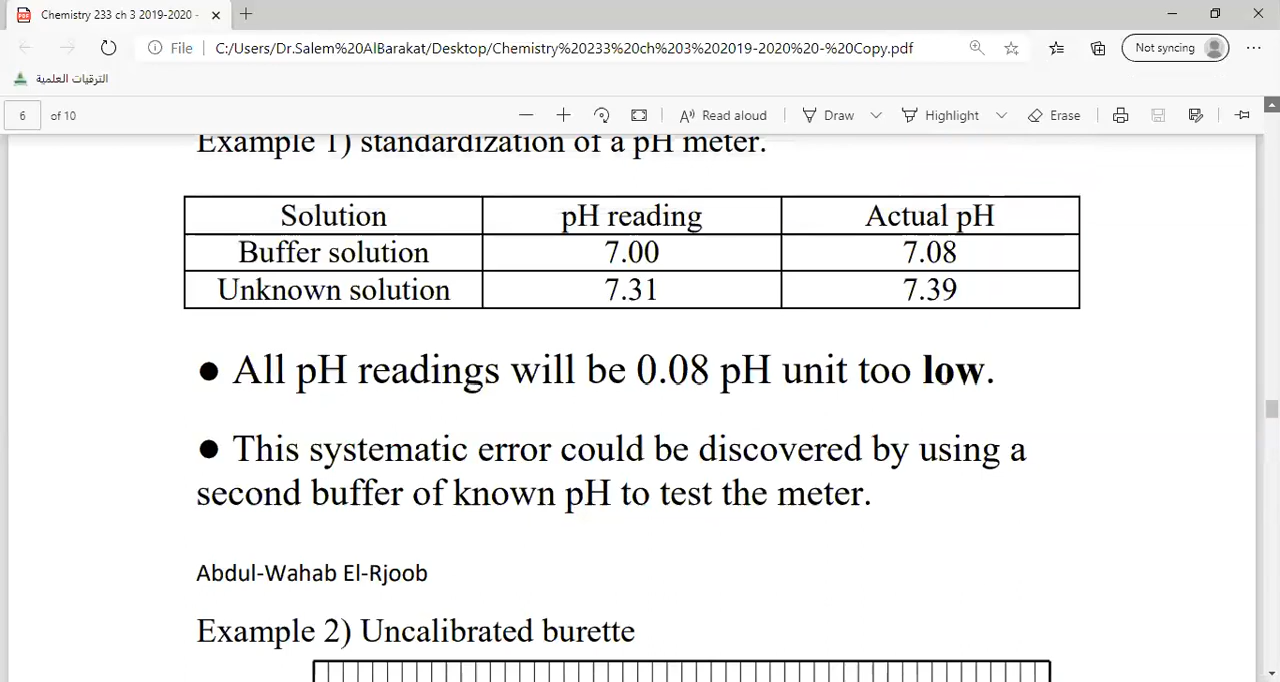 Chemistry 233 ch 3 2019-2020 -
File C:/Users/Dr.Salem%20AlBarakat/Desktop/Chemistry%20233%20ch%203%202019-2020%20-%20Copy.pdf Not syncing
الترقيات العلمية
6 of 10 Read aloud Draw Highlight Erase
Example 1) standardization of a pH meter.
Solution pH reading Actual pH
Buffer solution 7.00 7.08
Unknown solution 7.31 7.39
● All pH readings will be 0.08 pH unit too low.
● This systematic error could be discovered by using a
second buffer of known pH to test the meter.
Abdul-Wahab El-Rjoob
Example 2) Uncalibrated burette